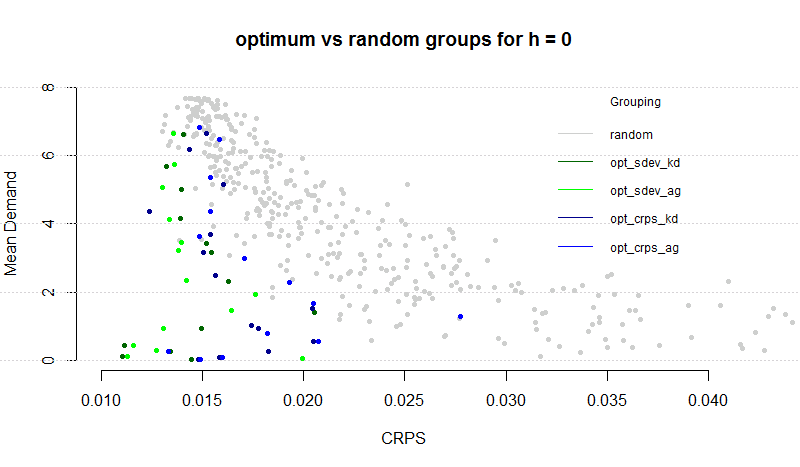 optimum vs random groups for h = 0
Mean Demand
8
6
4
2
0
Grouping
random
opt_sdev_kd
opt_sdev_ag
opt_crps_kd
opt_crps_ag
0.010 0.015 0.020 0.025 0.030 0.035 0.040
CRPS